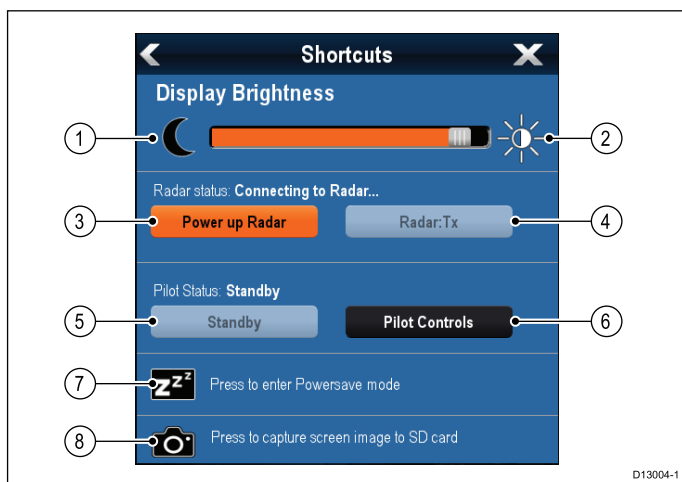 Shortcuts
Display Brightness
1
2
Radar status: Connecting to Radar...
3
Power up Radar
Radar:Tx
4
Pilot Status: Standby
5
Standby
Pilot Controls
6
7
zzz
Press to enter Powersave mode
8
Press to capture screen image to SD card
D13004-1